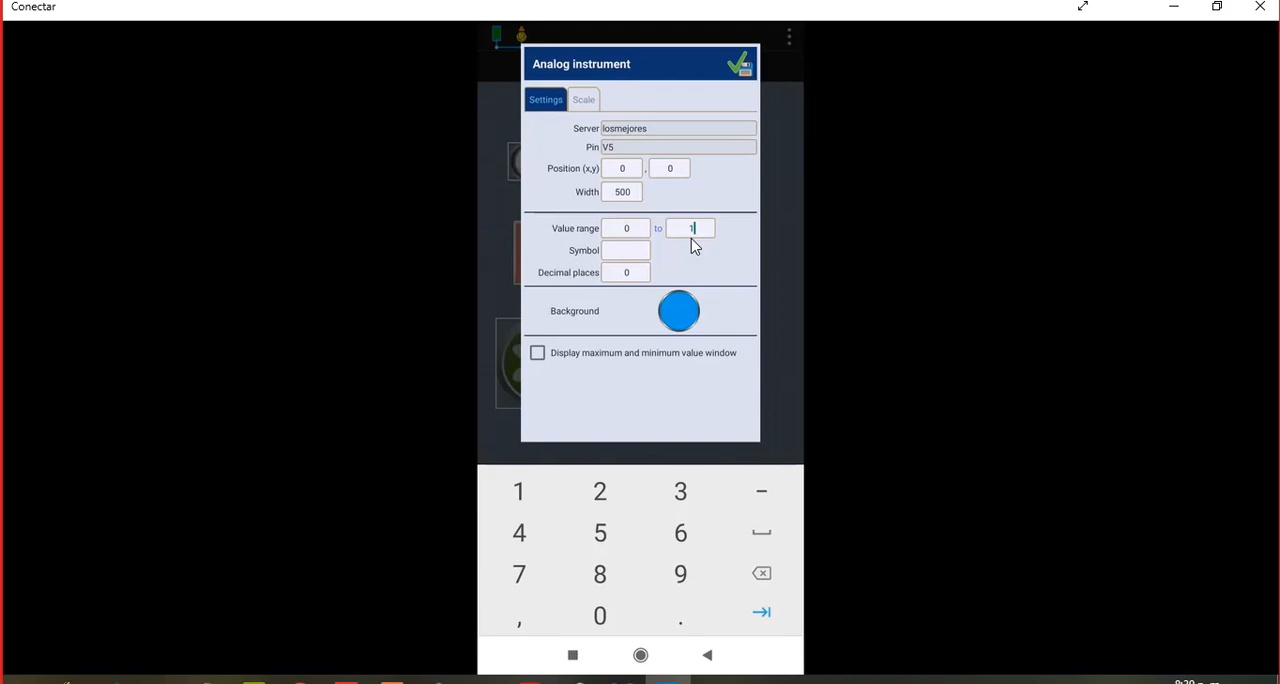 Conectar
Analog instrument
Settings Scale
Server losmejores
Pin V5
Position (x,y) 0 , 0
Width 500
Value range 0 to 1
Symbol
Decimal places 0
Background
Display maximum and minimum value window
1 2 3 -
4 5 6
7 8 9
, 0 .